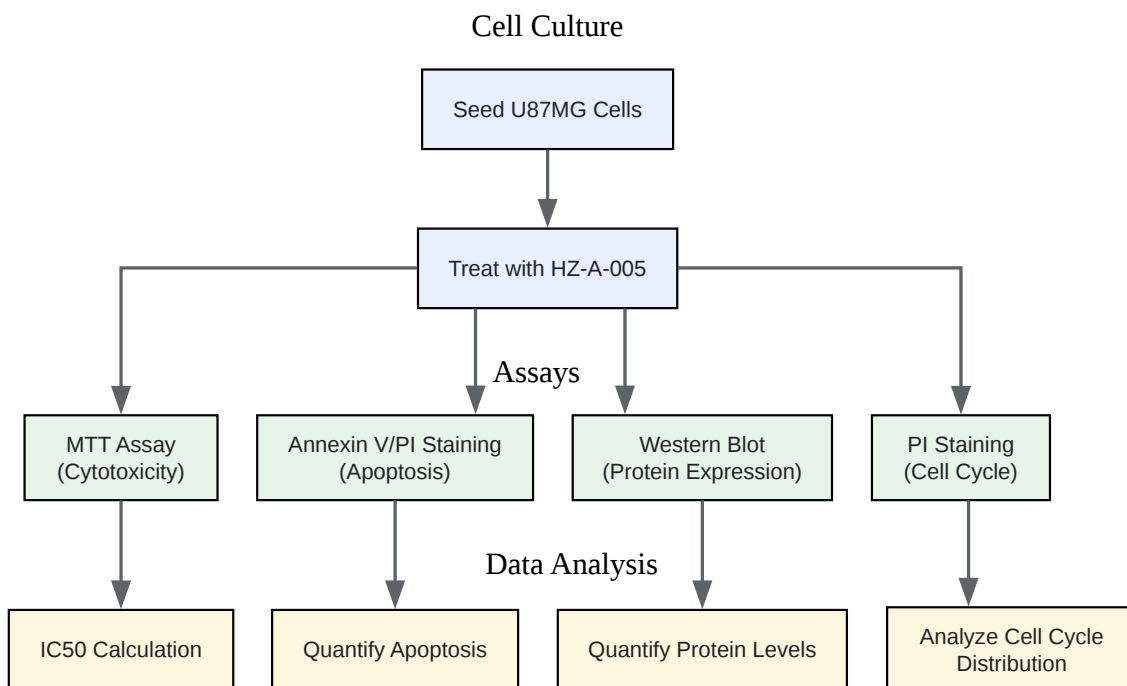 Cell Culture
Seed U87MG Cells
Treat with HZ-A-005
Assays
MTT Assay
(Cytotoxicity)
Annexin V/PI Staining
(Apoptosis)
Western Blot
(Protein Expression)
PI Staining
(Cell Cycle)
Data Analysis
IC50 Calculation
Quantify Apoptosis
Quantify Protein Levels
Analyze Cell Cycle
Distribution